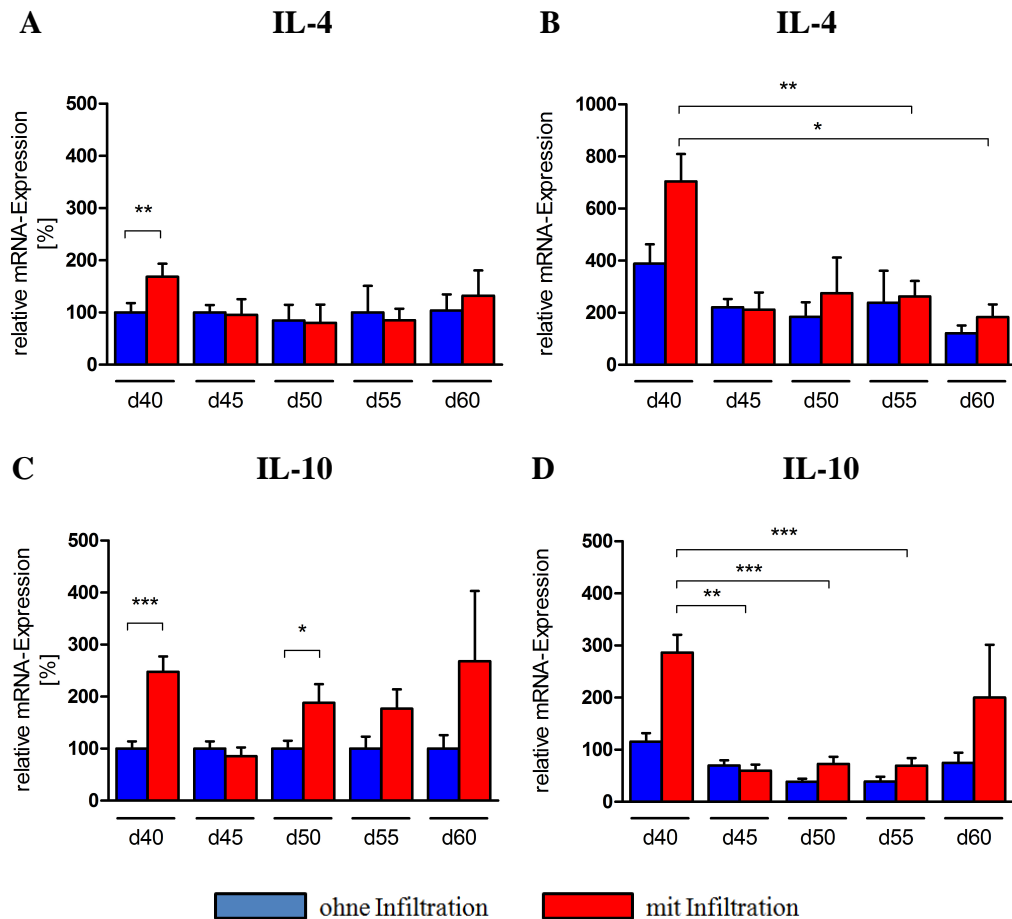 A IL-4
relative mRNA-Expression
[%]
500
400
300
200
100
0
**
d40 d45 d50 d55 d60
B IL-4
relative mRNA-Expression
1000
800
600
400
200
0
**
*
d40 d45 d50 d55 d60
C IL-10
relative mRNA-Expression
[%]
500
400
300
200
100
0
***
*
d40 d45 d50 d55 d60
D IL-10
relative mRNA-Expression
500
400
300
200
100
0
***
***
**
d40 d45 d50 d55 d60
ohne Infiltration mit Infiltration